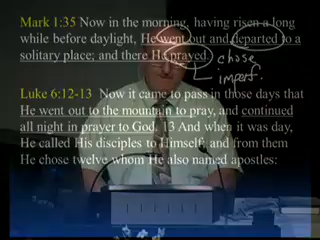 Mark 1:35 Now in the morning, having risen a long
while before daylight, He went out and departed to a
solitary place; and there He prayed.
chose
imperf.
Luke 6:12-13 Now it came to pass in those days that
He went out to the mountain to pray, and continued
all night in prayer to God. 13 And when it was day,
He called His disciples to Himself; and from them
He chose twelve whom He also named apostles: